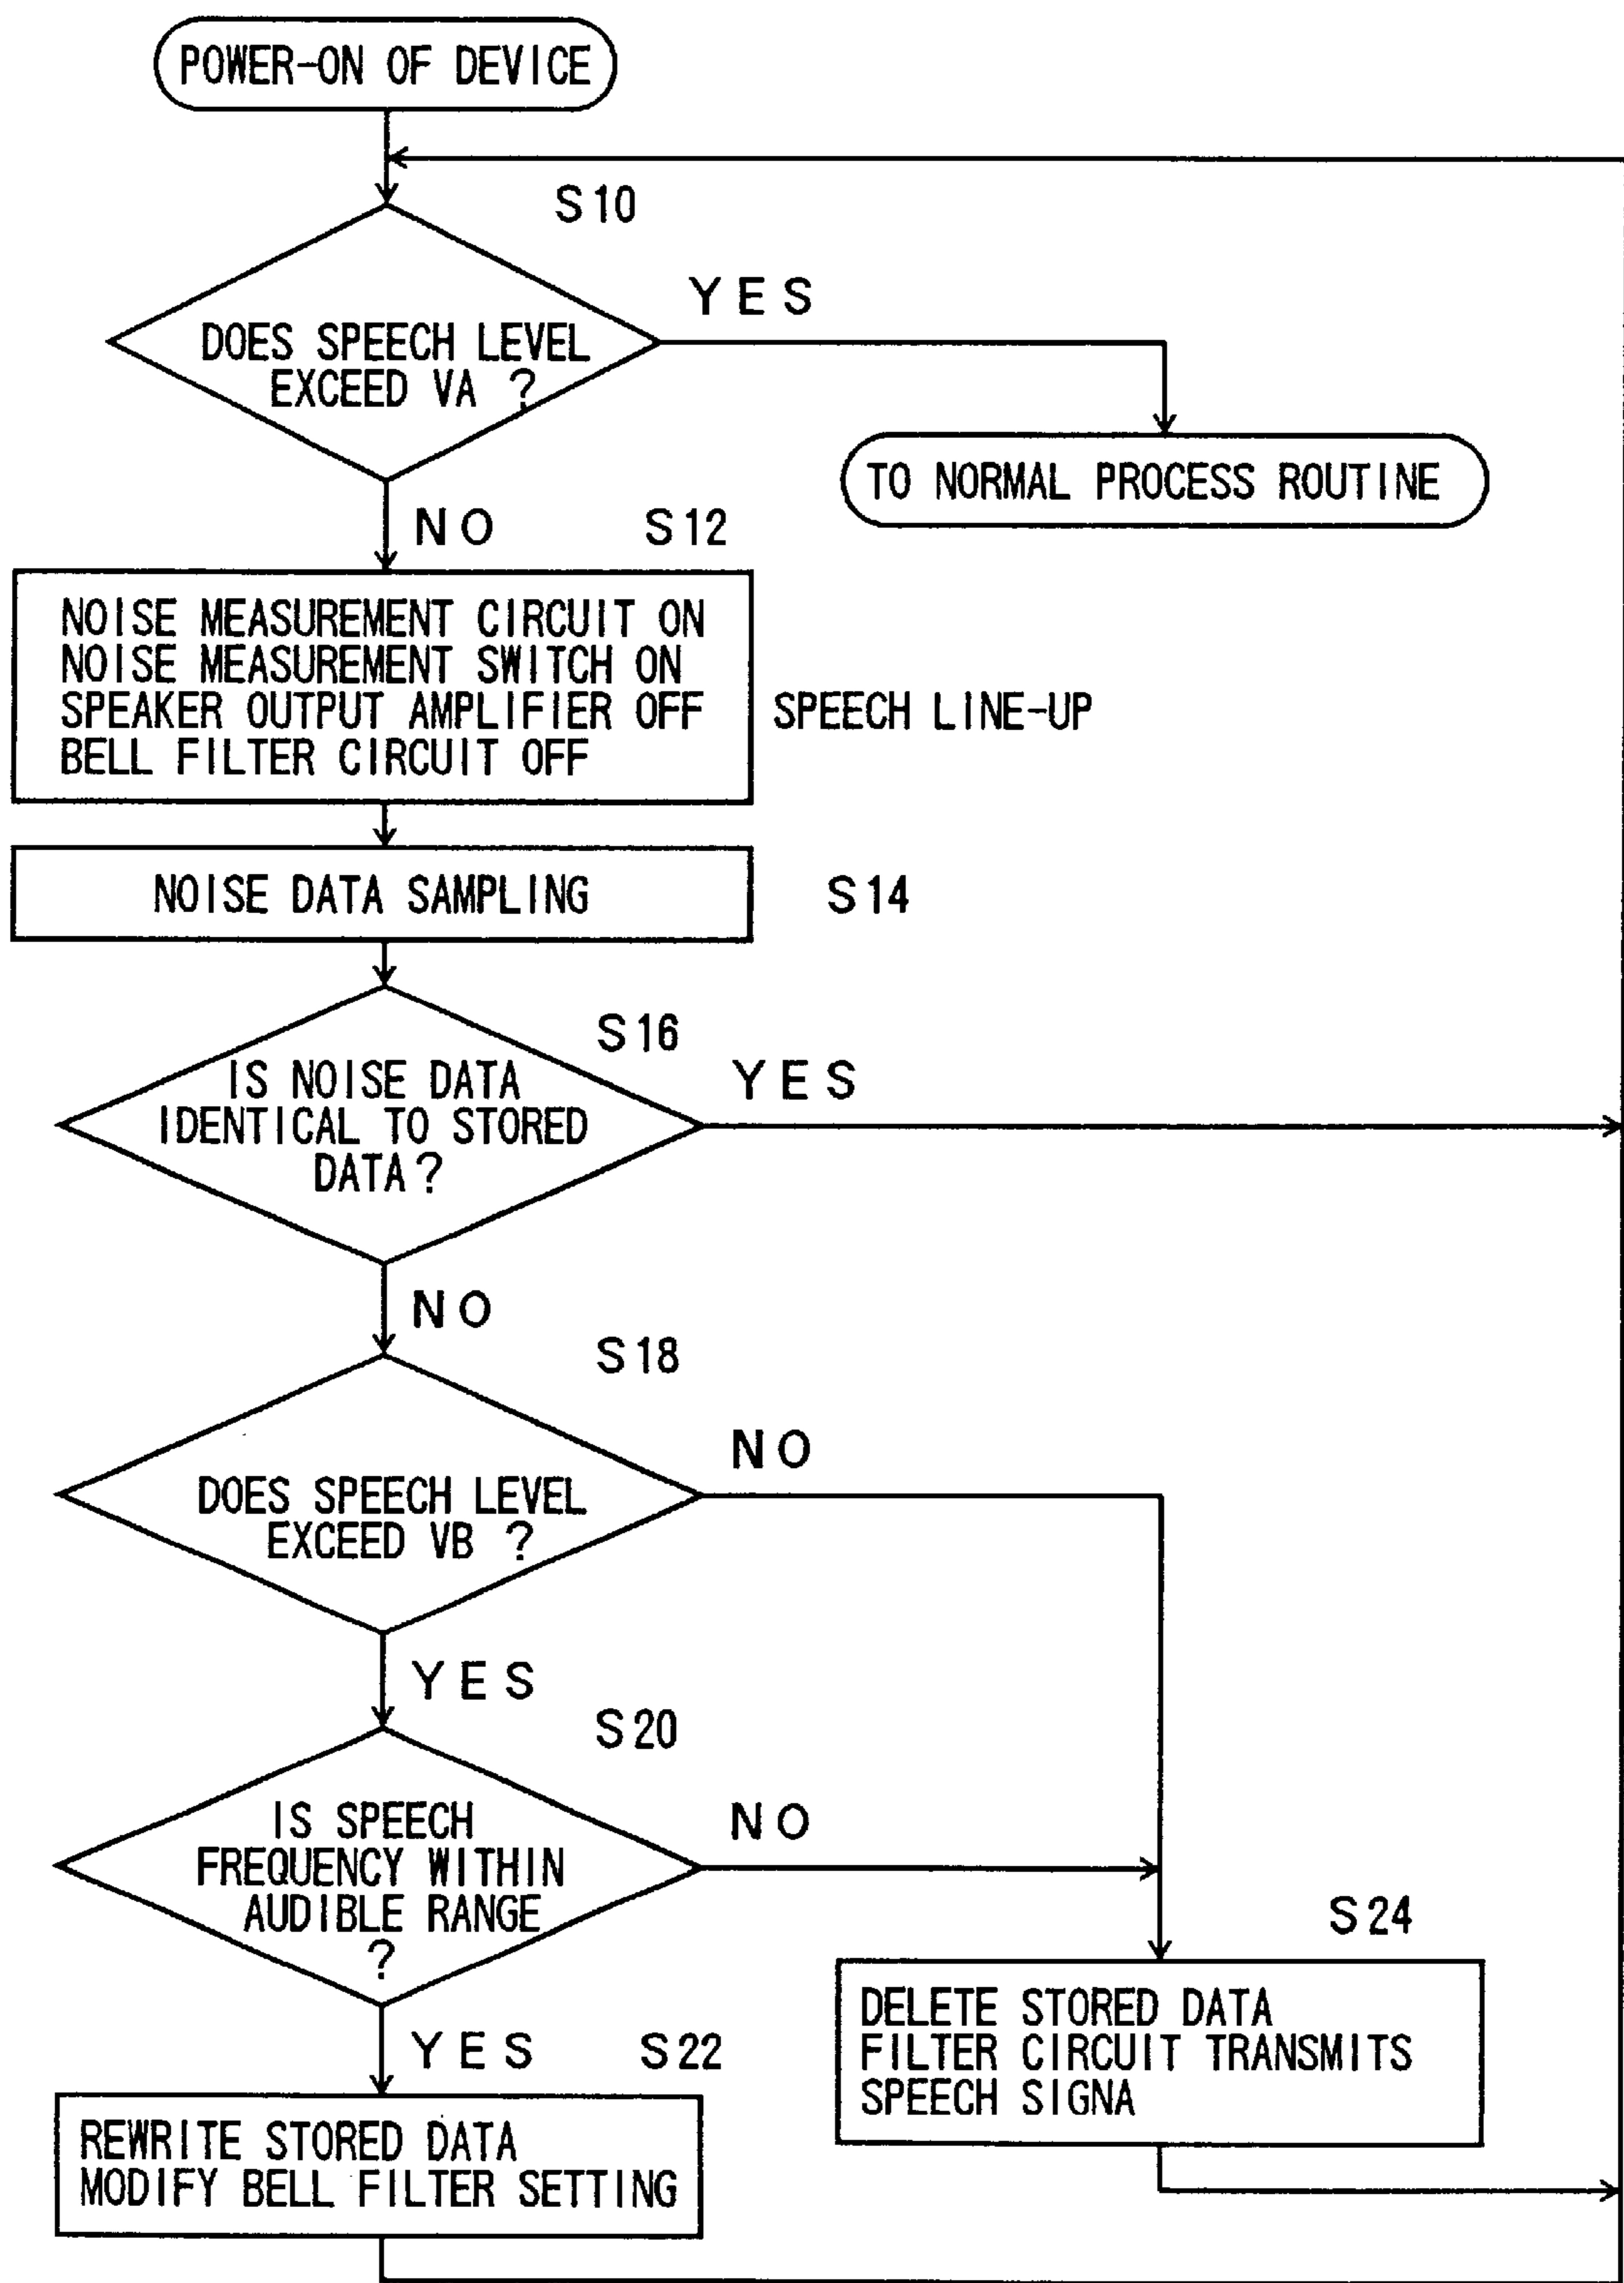 POWER-ON OF DEVICE
S10
YES
DOES SPEECH LEVEL
EXCEED VA ?
TO NORMAL PROCESS ROUTINE
NO
S12
NOISE MEASUREMENT CIRCUIT ON
NOISE MEASUREMENT SWITCH ON
SPEAKER OUTPUT AMPLIFIER OFF
BELL FILTER CIRCUIT OFF
SPEECH LINE-UP
NOISE DATA SAMPLING
S14
S16
IS NOISE DATA
IDENTICAL TO STORED
DATA?
YES
NO
S18
NO
DOES SPEECH LEVEL
EXCEED VB ?
YES
S20
IS SPEECH
FREQUENCY WITHIN
AUDIBLE RANGE
?
NO
S24
DELETE STORED DATA
FILTER CIRCUIT TRANSMITS
SPEECH SIGNA
YES
S22
REWRITE STORED DATA
MODIFY BELL FILTER SETTING